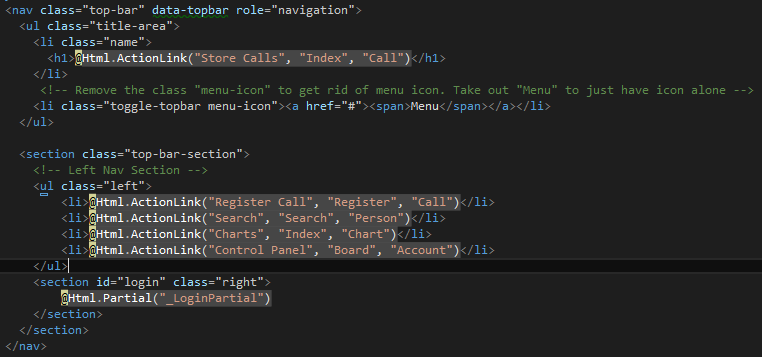 <nav class="top-bar" data-topbar role="navigation">
<ul class="title-area">
<li class="name">
<h1>@Html.ActionLink("Store Calls", "Index", "Call")</h1>
</li>
<!-- Remove the class "menu-icon" to get rid of menu icon. Take out "Menu" to just have icon alone -->
<li class="toggle-topbar menu-icon"><a href="#"><span>Menu</span></a></li>
</ul>
<section class="top-bar-section">
<!-- Left Nav Section -->
<ul class="left">
<li>@Html.ActionLink("Register Call", "Register", "Call")</li>
<li>@Html.ActionLink("Search", "Search", "Person")</li>
<li>@Html.ActionLink("Charts", "Index", "Chart")</li>
<li>@Html.ActionLink("Control Panel", "Board", "Account")</li>
</ul>
<section id="login" class="right">
@Html.Partial("_LoginPartial")
</section>
</section>
</nav>